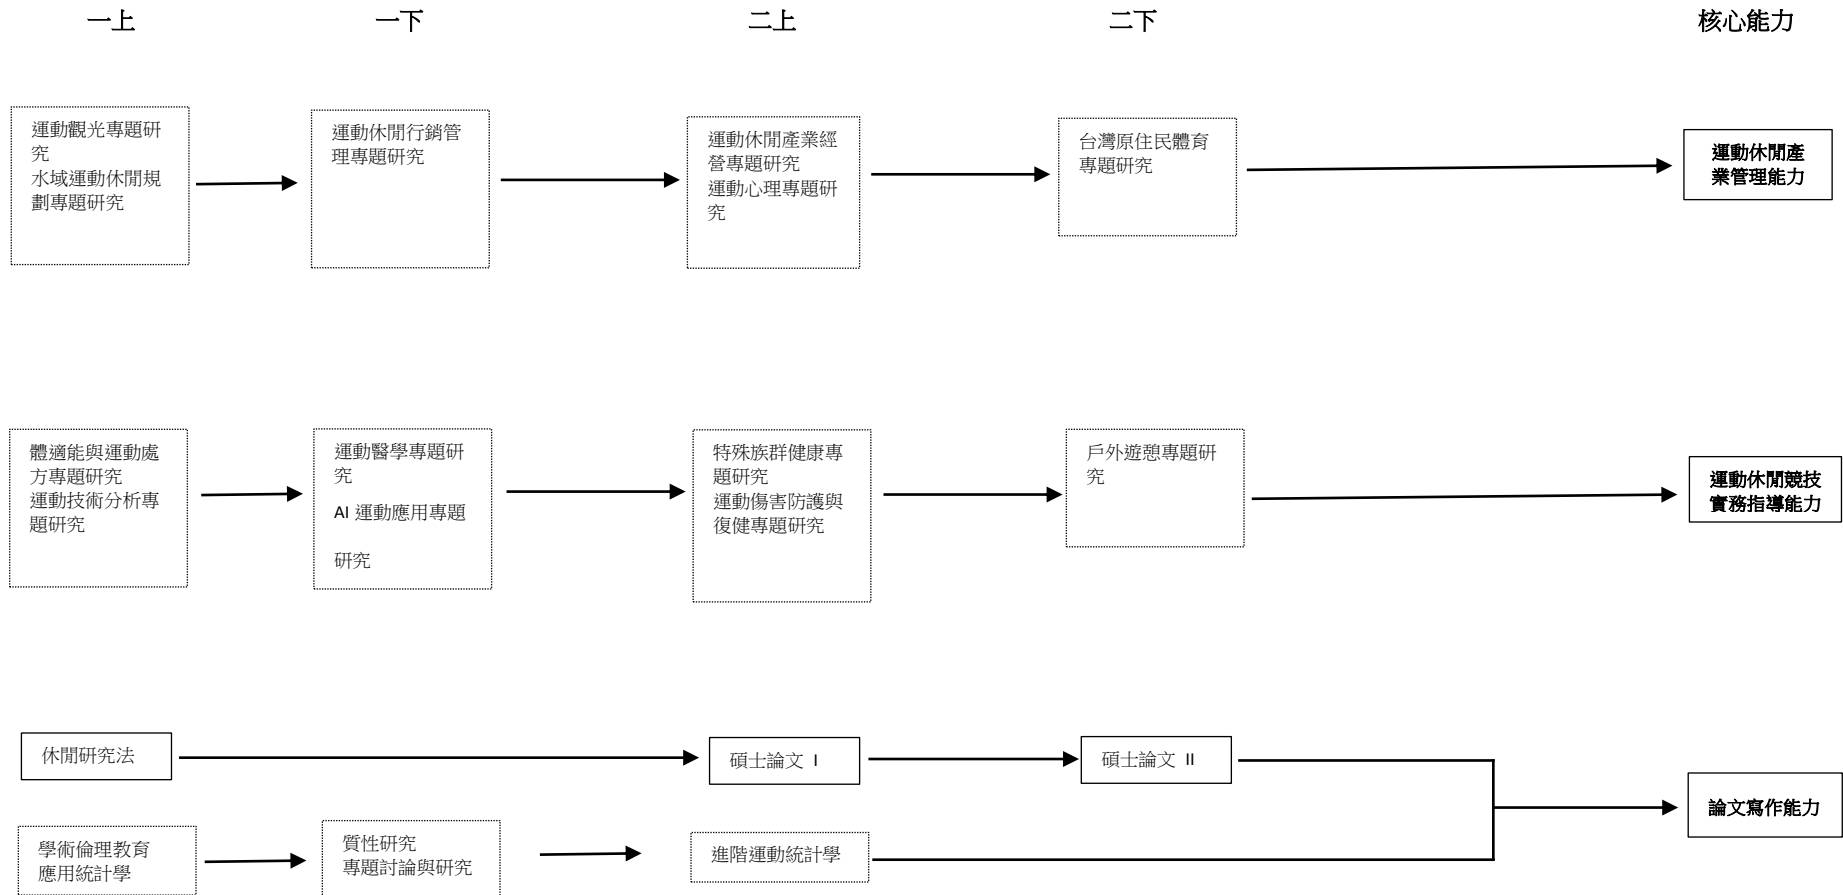 一上
一下
二上
二下
核心能力
運動觀光專題研
究
水域運動休閒規
劃專題研究
運動休閒行銷管
理專題研究
運動休閒產業經
營專題研究
運動心理專題研
究
台灣原住民體育
專題研究
運動休閒產
業管理能力
體適能與運動處
方專題研究
運動技術分析專
題研究
運動醫學專題研
究
AI 運動應用專題
研究
特殊族群健康專
題研究
運動傷害防護與
復健專題研究
戶外遊憩專題研
究
運動休閒競技
實務指導能力
休閒研究法
碩士論文 I
碩士論文 II
論文寫作能力
學術倫理教育
應用統計學
質性研究
專題討論與研究
進階運動統計學